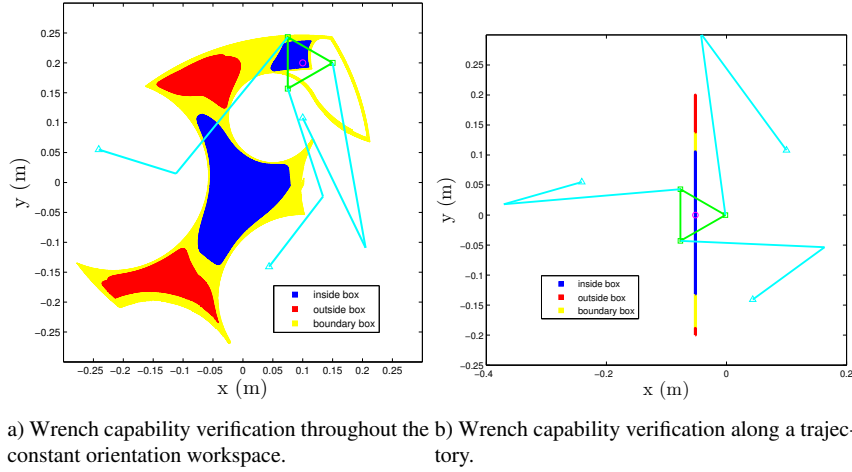 0.25
0.2
0.15
0.1
0.05
0
−0.05
−0.1
−0.15
−0.2
−0.25
y (m)
−0.25 −0.2 −0.15 −0.1 −0.05 0 0.05 0.1 0.15 0.2 0.25
x (m)
inside box
outside box
boundary box
0.3
0.25
0.2
0.15
0.1
0.05
0
−0.05
−0.1
−0.15
−0.2
−0.25
y (m)
−0.4 −0.2 0 0.2
x (m)
inside box
outside box
boundary box
a) Wrench capability verification throughout the
constant orientation workspace.
b) Wrench capability verification along a trajec-
tory.